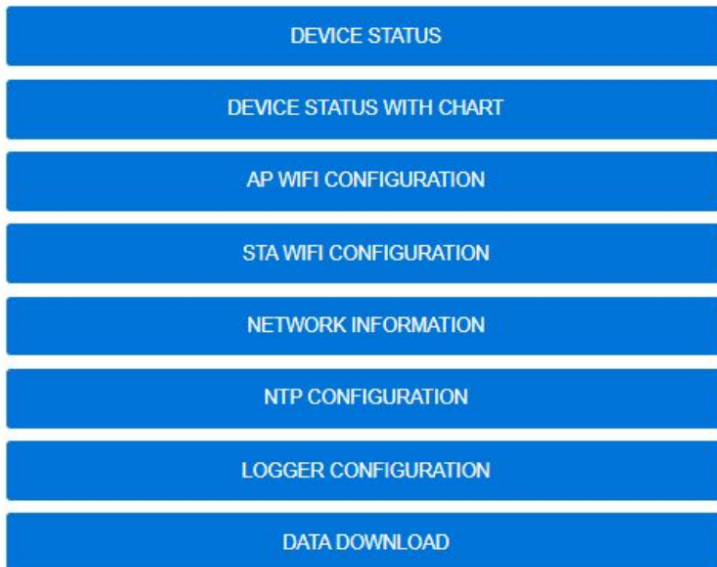 DEVICE STATUS
DEVICE STATUS WITH CHART
AP WIFI CONFIGURATION
STA WIFI CONFIGURATION
NETWORK INFORMATION
NTP CONFIGURATION
LOGGER CONFIGURATION
DATA DOWNLOAD